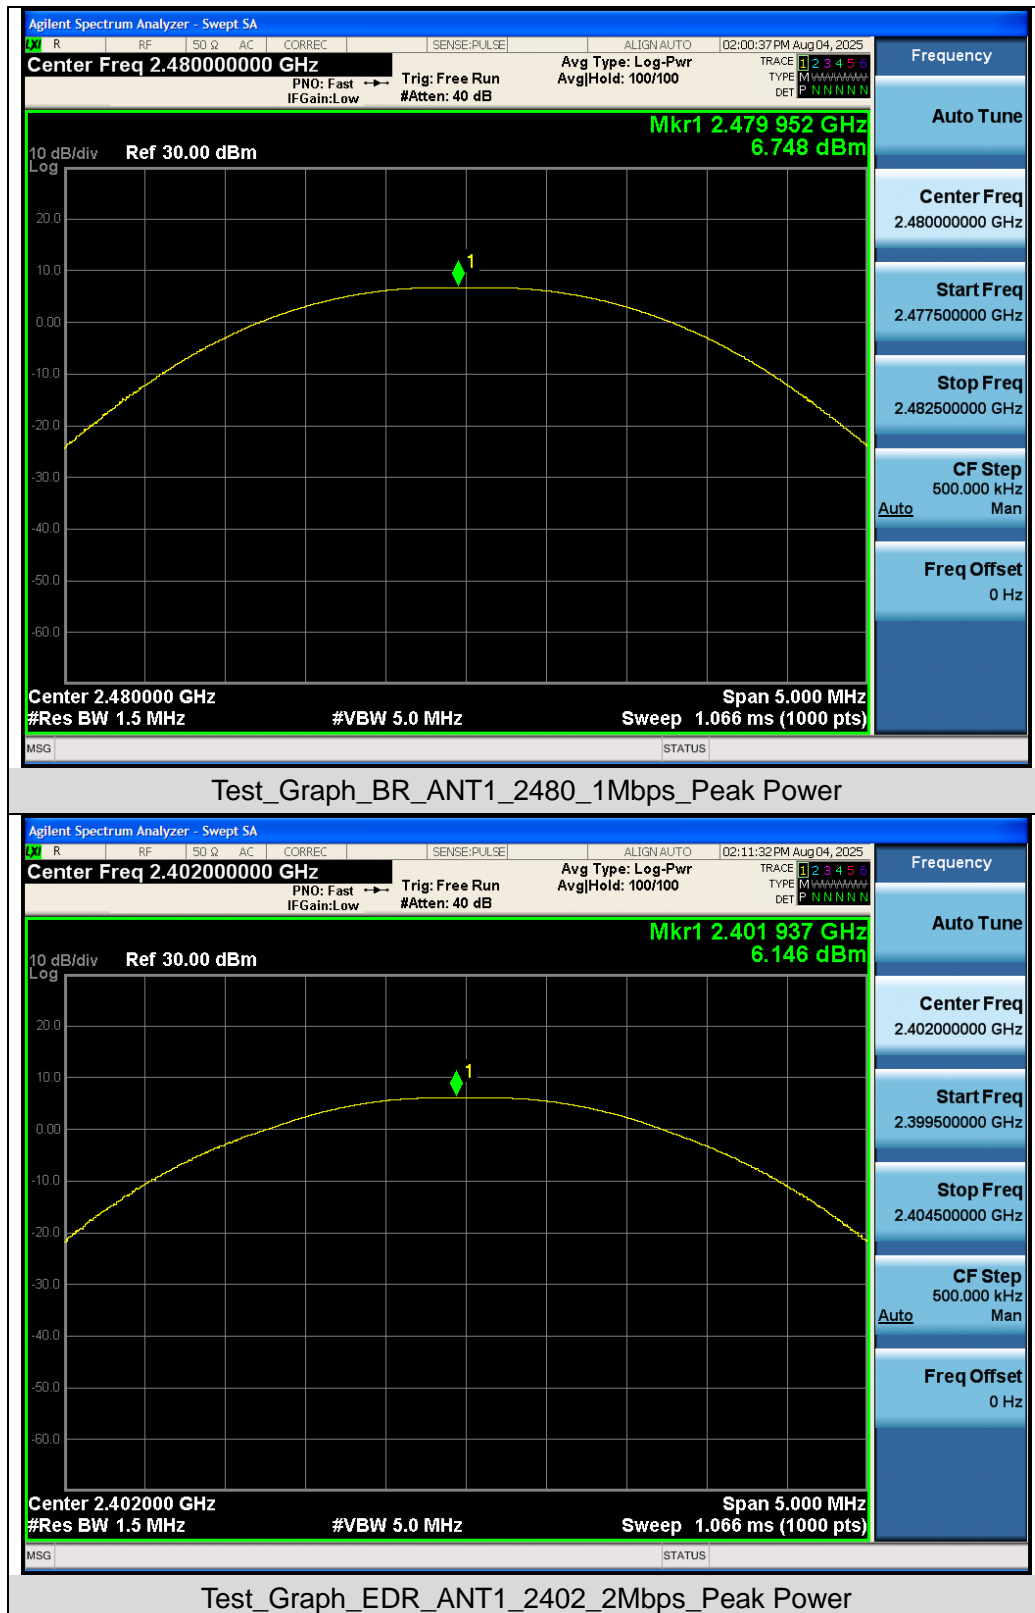 Agilent Spectrum Analyzer - Swept SA
LXI R RF 50 Ω AC CORREC SENSE:PULSE ALIGN AUTO 02:00:37 PM Aug 04, 2025
Center Freq 2.480000000 GHz
PNO: Fast
IFGain:Low
Trig: Free Run
#Atten: 40 dB
Avg Type: Log-Pwr
Avg|Hold: 100/100
TRACE 1 2 3 4 5 6
TYPE M WWWWW
DET P N N N N N
Mkr1 2.479 952 GHz
6.748 dBm
10 dB/div Ref 30.00 dBm
Log
20.0
10.0
0.00
-10.0
-20.0
-30.0
-40.0
-50.0
-60.0
1
Center 2.480000 GHz Span 5.000 MHz
#Res BW 1.5 MHz #VBW 5.0 MHz Sweep 1.066 ms (1000 pts)
MSG STATUS
Frequency
Auto Tune
Center Freq
2.480000000 GHz
Start Freq
2.477500000 GHz
Stop Freq
2.482500000 GHz
CF Step
500.000 kHz
Auto Man
Freq Offset
0 Hz
Test_Graph_BR_ANT1_2480_1Mbps_Peak Power
Agilent Spectrum Analyzer - Swept SA
LXI R RF 50 Ω AC CORREC SENSE:PULSE ALIGN AUTO 02:11:32 PM Aug 04, 2025
Center Freq 2.402000000 GHz
PNO: Fast
IFGain:Low
Trig: Free Run
#Atten: 40 dB
Avg Type: Log-Pwr
Avg|Hold: 100/100
TRACE 1 2 3 4 5 6
TYPE M WWWWW
DET P N N N N N
Mkr1 2.401 937 GHz
6.146 dBm
10 dB/div Ref 30.00 dBm
Log
20.0
10.0
0.00
-10.0
-20.0
-30.0
-40.0
-50.0
-60.0
1
Center 2.402000 GHz Span 5.000 MHz
#Res BW 1.5 MHz #VBW 5.0 MHz Sweep 1.066 ms (1000 pts)
MSG STATUS
Frequency
Auto Tune
Center Freq
2.402000000 GHz
Start Freq
2.399500000 GHz
Stop Freq
2.404500000 GHz
CF Step
500.000 kHz
Auto Man
Freq Offset
0 Hz
Test_Graph_EDR_ANT1_2402_2Mbps_Peak Power